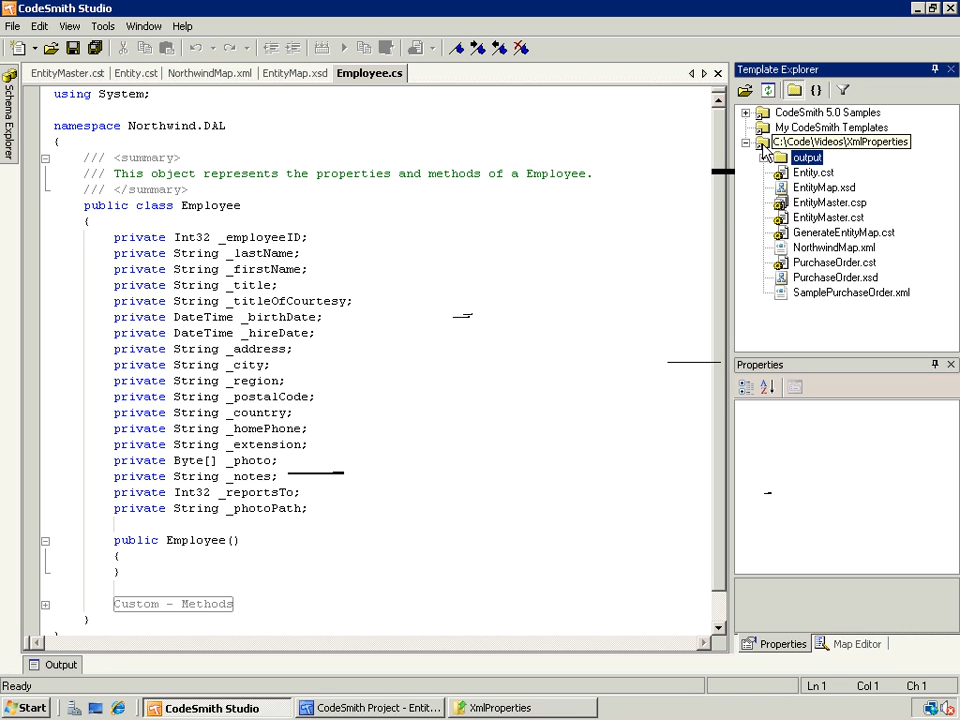 CodeSmith Studio
File Edit View Tools Window Help
EntityMaster.cst Entity.cst NorthwindMap.xml EntityMap.xsd Employee.cs
Schema Explorer
using System;
namespace Northwind.DAL
{
/// <summary>
/// This object represents the properties and methods of a Employee.
/// </summary>
public class Employee
{
private Int32 _employeeID;
private String _lastName;
private String _firstName;
private String _title;
private String _titleOfCourtesy;
private DateTime _birthDate;
private DateTime _hireDate;
private String _address;
private String _city;
private String _region;
private String _postalCode;
private String _country;
private String _homePhone;
private String _extension;
private Byte[] _photo;
private String _notes;
private Int32 _reportsTo;
private String _photoPath;
public Employee()
{
}
Custom - Methods
}
}
Template Explorer
CodeSmith 5.0 Samples
My CodeSmith Templates
C:\Code\Videos\XmlProperties
output
Entity.cst
EntityMap.xsd
EntityMaster.csp
EntityMaster.cst
GenerateEntityMap.cst
NorthwindMap.xml
PurchaseOrder.cst
PurchaseOrder.xsd
SamplePurchaseOrder.xml
Properties
Properties Map Editor
Output
Ready Ln 1 Col 1 Ch 1
Start CodeSmith Studio CodeSmith Project - Entit... XmlProperties